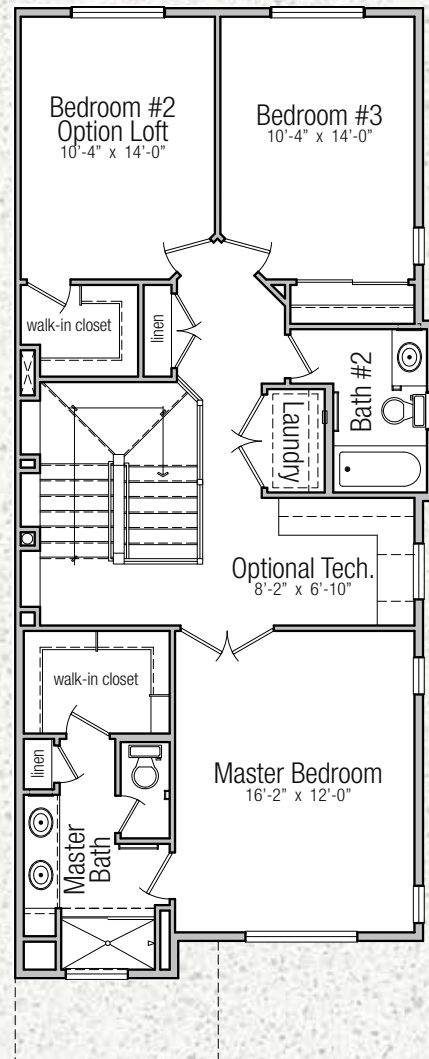 Bedroom #2
Option Loft
10'-4" x 14'-0"
Bedroom #3
10'-4" x 14'-0"
walk-in closet
linen
Bath #2
Laundry
Optional Tech.
8'-2" x 6'-10"
walk-in closet
linen
Master Bedroom
16'-2" x 12'-0"
Master
Bath